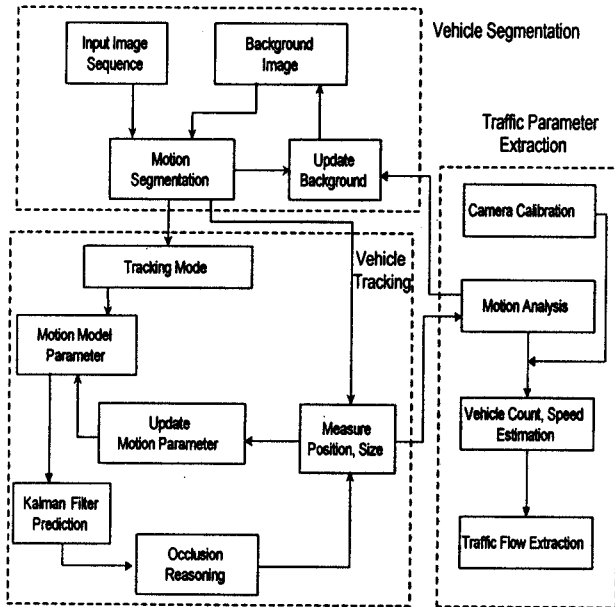 Vehicle Segmentation
Input Image
Sequence
Background
Image
Motion
Segmentation
Update
Background
Traffic Parameter
Extraction
Camera Calibration
Motion Analysis
Vehicle Count, Speed
Estimation
Traffic Flow Extraction
Vehicle
Tracking
Tracking Mode
Motion Model
Parameter
Update
Motion Parameter
Measure
Position, Size
Kalman Filter
Prediction
Occlusion
Reasoning